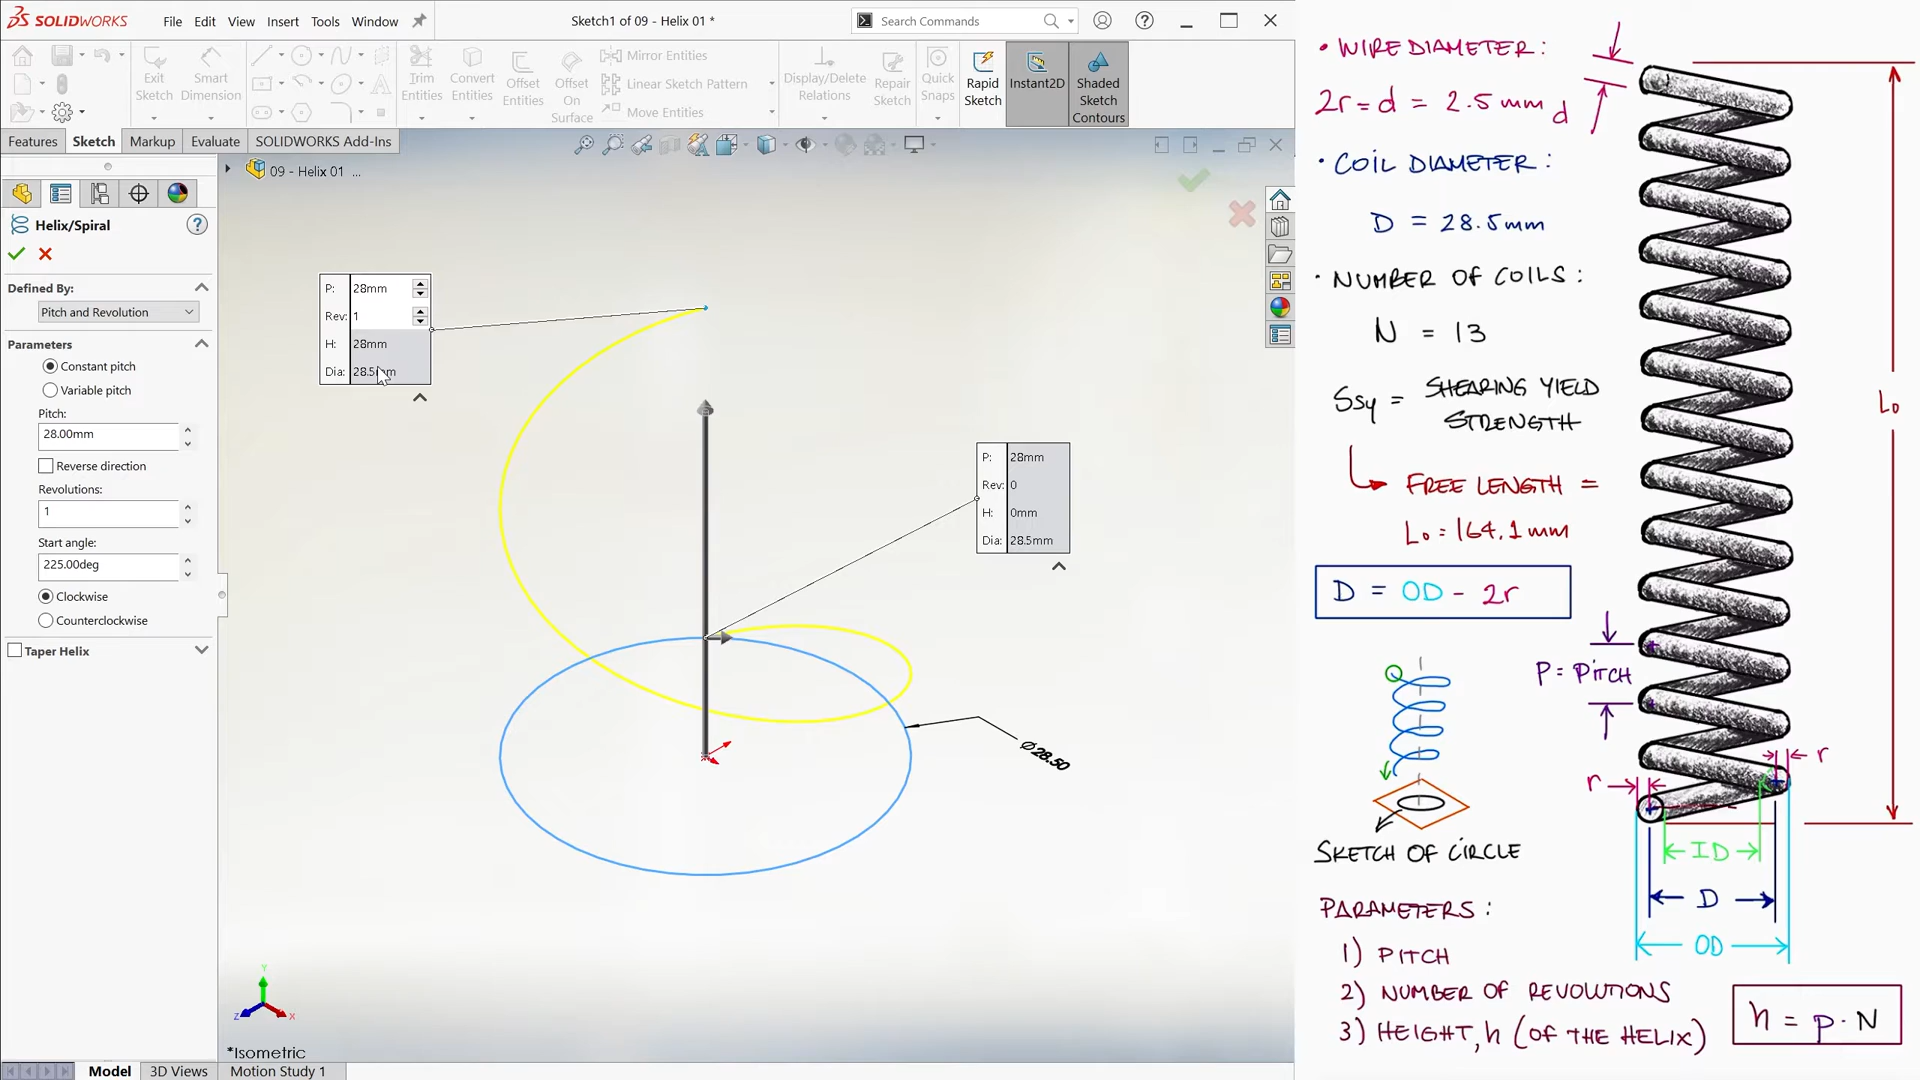 SOLIDWORKS
File Edit View Insert Tools Window
Sketch1 of 09 - Helix 01 *
Search Commands
Exit Sketch
Smart Dimension
Trim Entities
Convert Entities
Offset Entities
Offset On Surface
Mirror Entities
Linear Sketch Pattern
Move Entities
Display/Delete Relations
Repair Sketch
Quick Snaps
Rapid Sketch
Instant2D
Shaded Sketch Contours
Features Sketch Markup Evaluate SOLIDWORKS Add-Ins
09 - Helix 01 ...
Helix/Spiral
Defined By:
Pitch and Revolution
Parameters
Constant pitch
Variable pitch
Pitch:
28.00mm
Reverse direction
Revolutions:
1
Start angle:
225.00deg
Clockwise
Counterclockwise
Taper Helix
P: 28mm
Rev: 1
H: 28mm
Dia: 28.5mm
P: 28mm
Rev: 0
H: 0mm
Dia: 28.5mm
Ø28.50
Y
Z
X
*Isometric
Model 3D Views Motion Study 1
• WIRE DIAMETER:
2r = d = 2.5mm
d
• COIL DIAMETER:
D = 28.5mm
• NUMBER OF COILS:
N = 13
Ssy = SHEARING YIELD
STRENGTH
FREE LENGTH =
Lo = 164.1mm
Lo
D = OD - 2r
P = PITCH
r
r
SKETCH OF CIRCLE
ID
D
OD
PARAMETERS:
1) PITCH
2) NUMBER OF REVOLUTIONS
3) HEIGHT, h (OF THE HELIX)
h = p · N